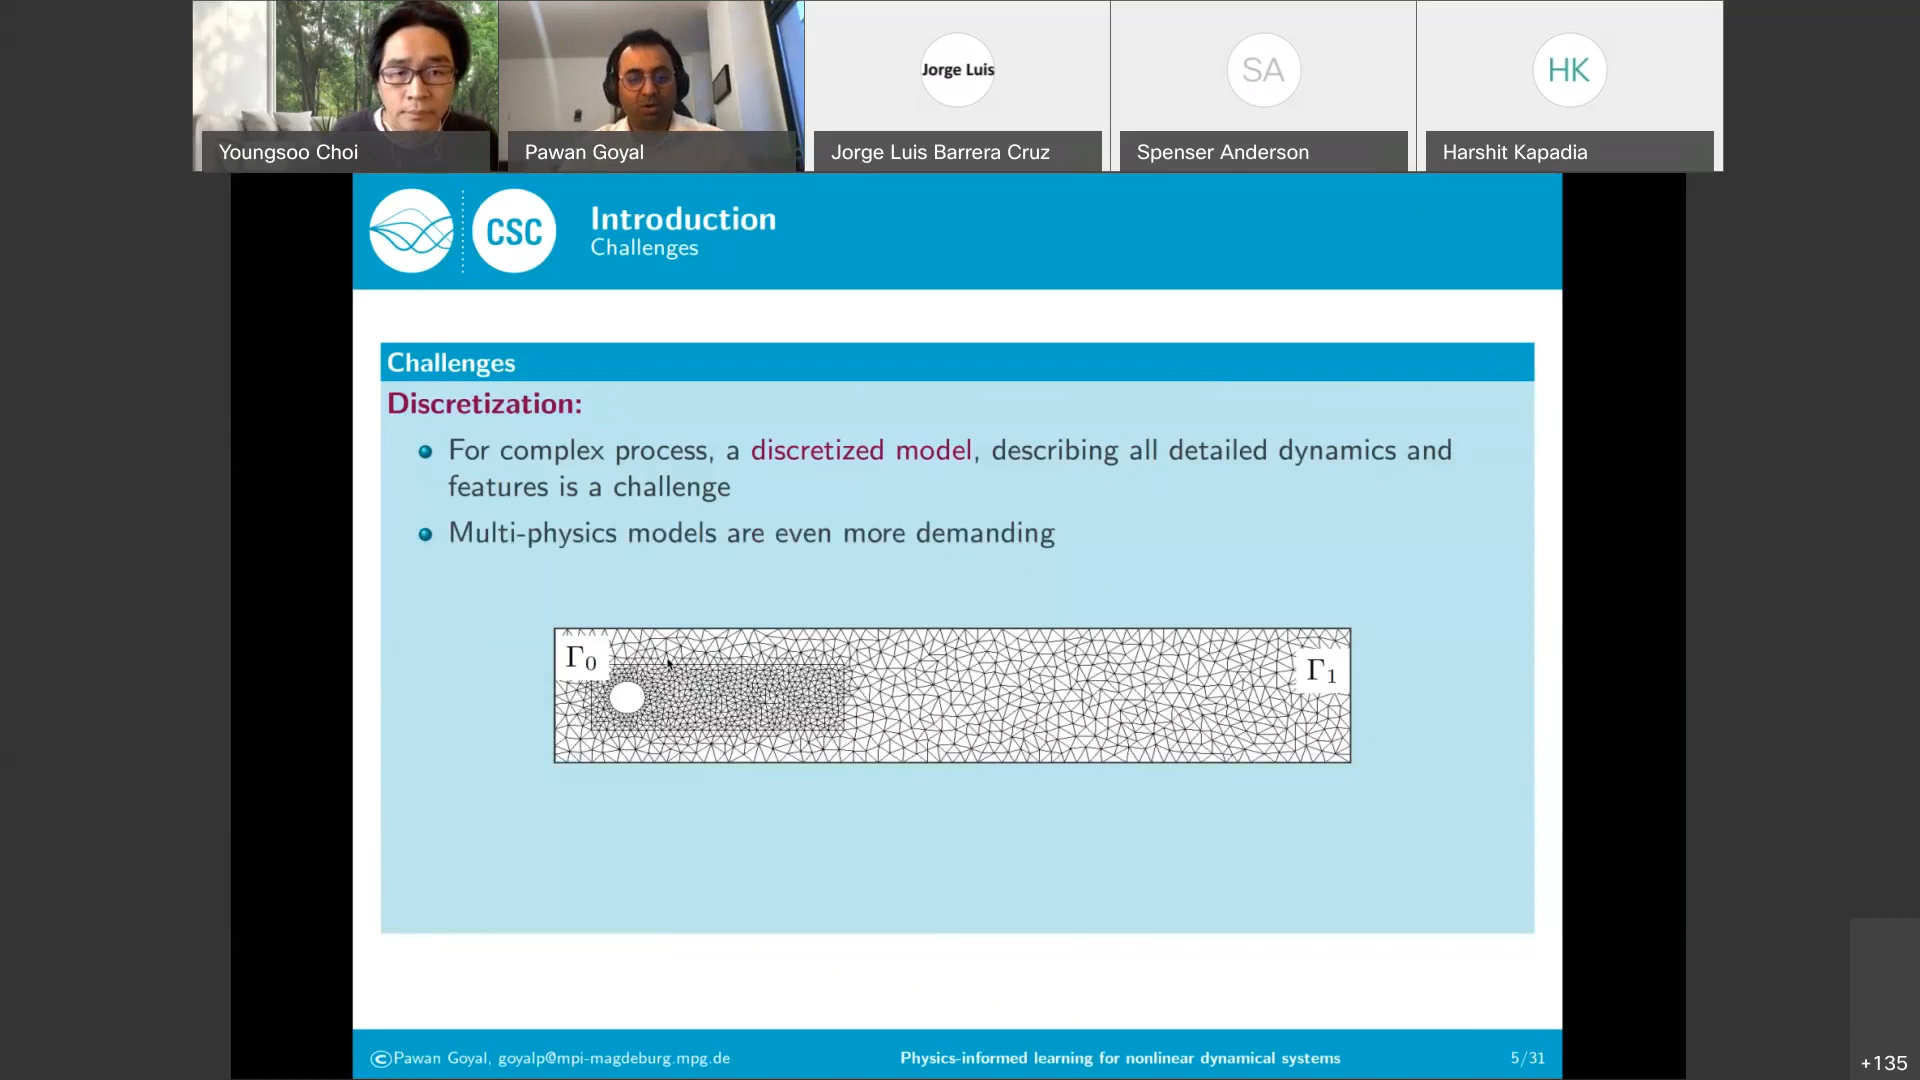 Jorge Luis
SA
HK
Youngsoo Choi
Pawan Goyal
Jorge Luis Barrera Cruz
Spenser Anderson
Harshit Kapadia
CSC
Introduction
Challenges
Challenges
Discretization:
For complex process, a discretized model, describing all detailed dynamics and
features is a challenge
Multi-physics models are even more demanding
Γ0
Γ1
©Pawan Goyal, goyalp@mpi-magdeburg.mpg.de
Physics-informed learning for nonlinear dynamical systems
5/31
+135